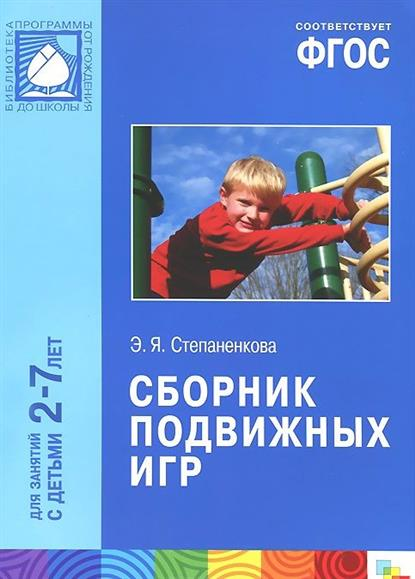 БИБЛИОТЕКА ПРОГРАММЫ
ОТ РОЖДЕНИЯ ДО ШКОЛЫ
СООТВЕТСТВУЕТ
ФГОС
Э. Я. Степаненкова
СБОРНИК
ПОДВИЖНЫХ
ИГР
ДЛЯ ЗАНЯТИЙ
С ДЕТЬМИ 2-7 ЛЕТ